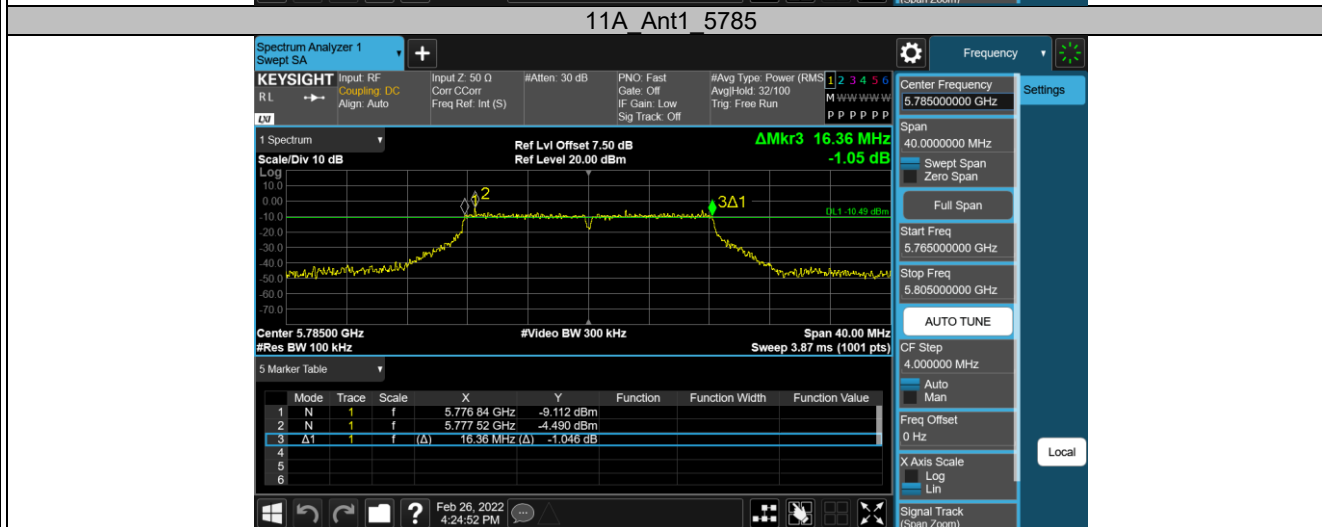 (Span Zoom)
11A_Ant1_5785
Spectrum Analyzer 1
Swept SA
Frequency
KEYSIGHT Input: RF Input Z: 50 Ω #Atten: 30 dB PNO: Fast #Avg Type: Power (RMS 1 2 3 4 5 6
RL Coupling: DC Corr CCorr Gate: Off Avg|Hold: 32/100 M W W W W W
Align: Auto Freq Ref: Int (S) IF Gain: Low Trig: Free Run
LXI Sig Track: Off P P P P P P
1 Spectrum Ref Lvl Offset 7.50 dB ΔMkr3 16.36 MHz
Scale/Div 10 dB Ref Level 20.00 dBm -1.05 dB
Log
10.0
0.00
-10.0
-20.0
-30.0
-40.0
-50.0
-60.0
-70.0
2
3Δ1
DL1 -10.49 dBm
Center 5.78500 GHz #Video BW 300 kHz Span 40.00 MHz
#Res BW 100 kHz Sweep 3.87 ms (1001 pts)
5 Marker Table
Mode Trace Scale X Y Function Function Width Function Value
1 N 1 f 5.776 84 GHz -9.112 dBm
2 N 1 f 5.777 52 GHz -4.490 dBm
3 Δ1 1 f (Δ) 16.36 MHz (Δ) -1.046 dB
4
5
6
Feb 26, 2022
4:24:52 PM
Center Frequency
5.785000000 GHz
Settings
Span
40.0000000 MHz
Swept Span
Zero Span
Full Span
Start Freq
5.765000000 GHz
Stop Freq
5.805000000 GHz
AUTO TUNE
CF Step
4.000000 MHz
Auto
Man
Freq Offset
0 Hz
X Axis Scale
Log
Lin
Local
Signal Track
(Span Zoom)